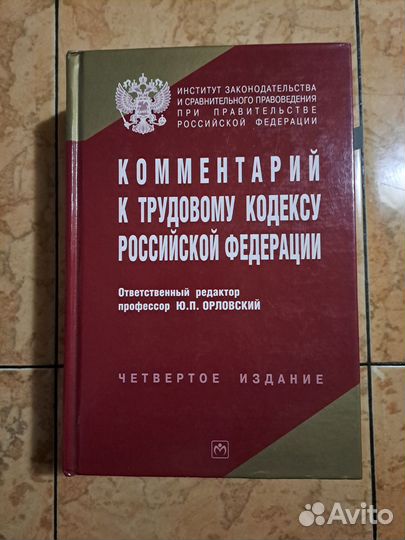 ИНСТИТУТ ЗАКОНОДАТЕЛЬСТВА
И СРАВНИТЕЛЬНОГО ПРАВОВЕДЕНИЯ
ПРИ ПРАВИТЕЛЬСТВЕ
РОССИЙСКОЙ ФЕДЕРАЦИИ
КОММЕНТАРИЙ
К ТРУДОВОМУ КОДЕКСУ
РОССИЙСКОЙ ФЕДЕРАЦИИ
Ответственный редактор
профессор Ю.П. ОРЛОВСКИЙ
ЧЕТВЕРТОЕ ИЗДАНИЕ
Avito